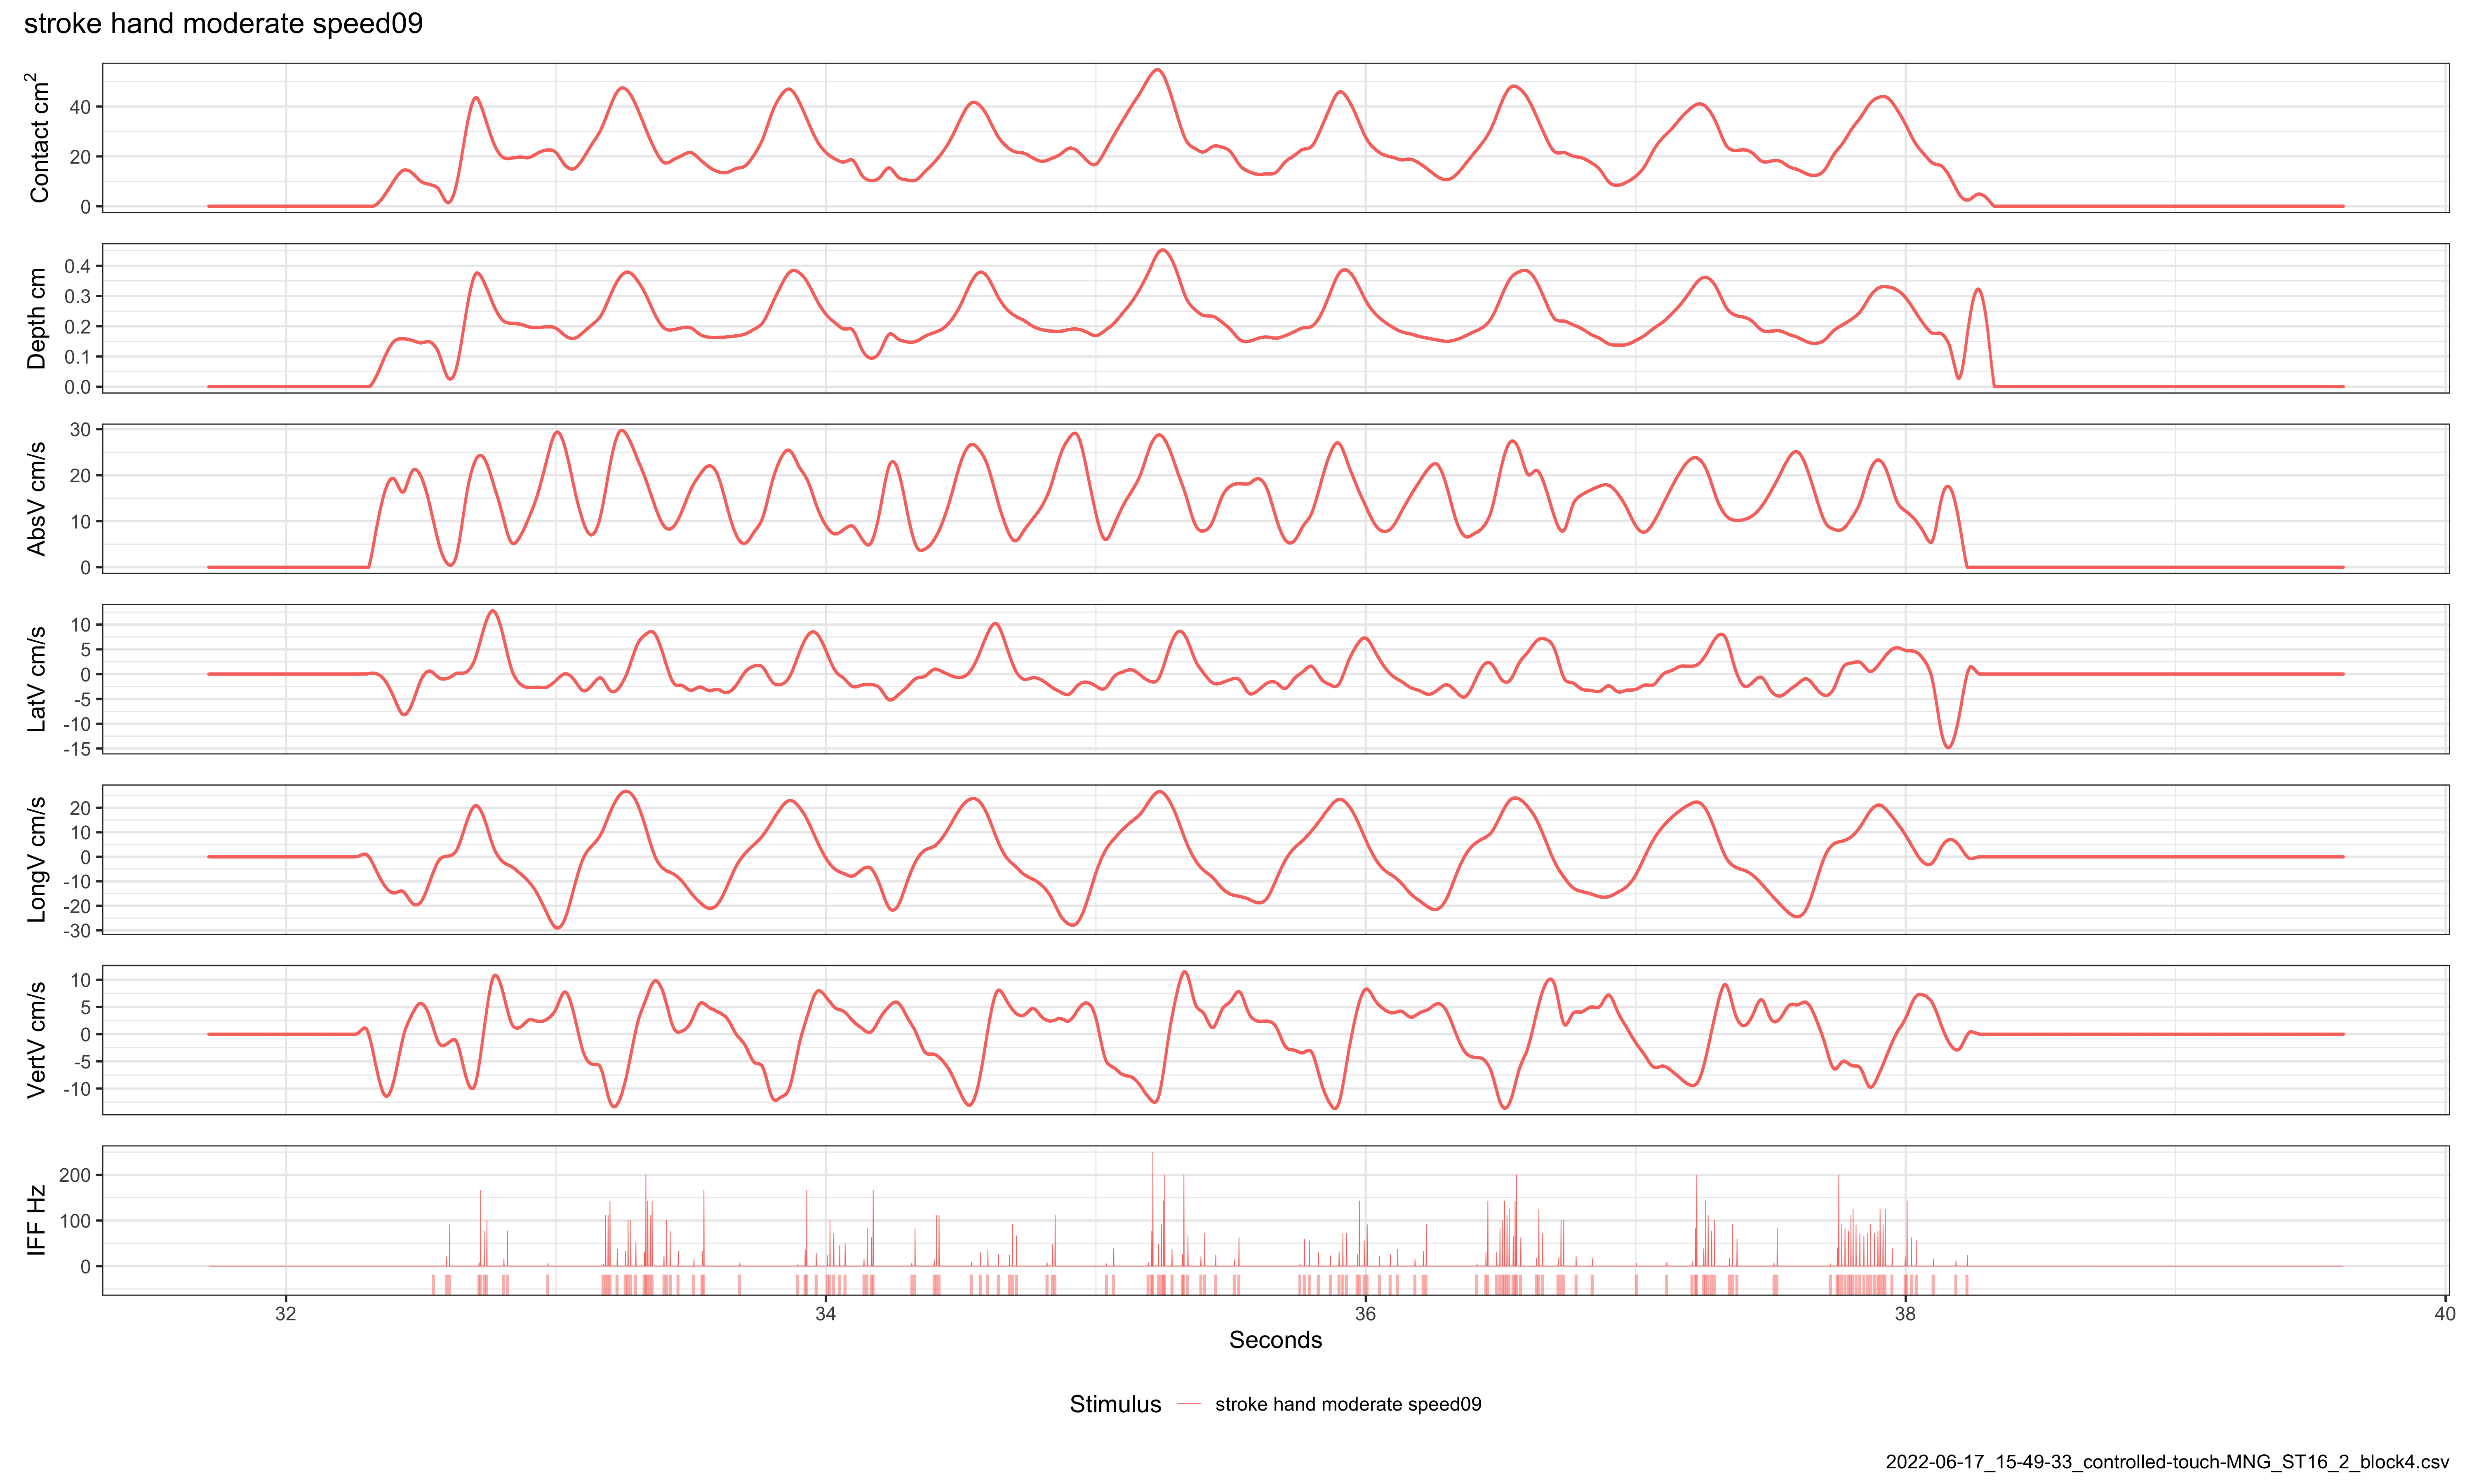 stroke hand moderate speed09
Contact cm²
40
20
0
Depth cm
0.4
0.3
0.2
0.1
0.0
AbsV cm/s
30
20
10
0
LatV cm/s
10
5
0
-5
-10
-15
LongV cm/s
20
10
0
-10
-20
-30
VertV cm/s
10
5
0
-5
-10
IFF Hz
200
100
0
32 34 36 38 40
Seconds
Stimulus stroke hand moderate speed09
2022-06-17_15-49-33_controlled-touch-MNG_ST16_2_block4.csv